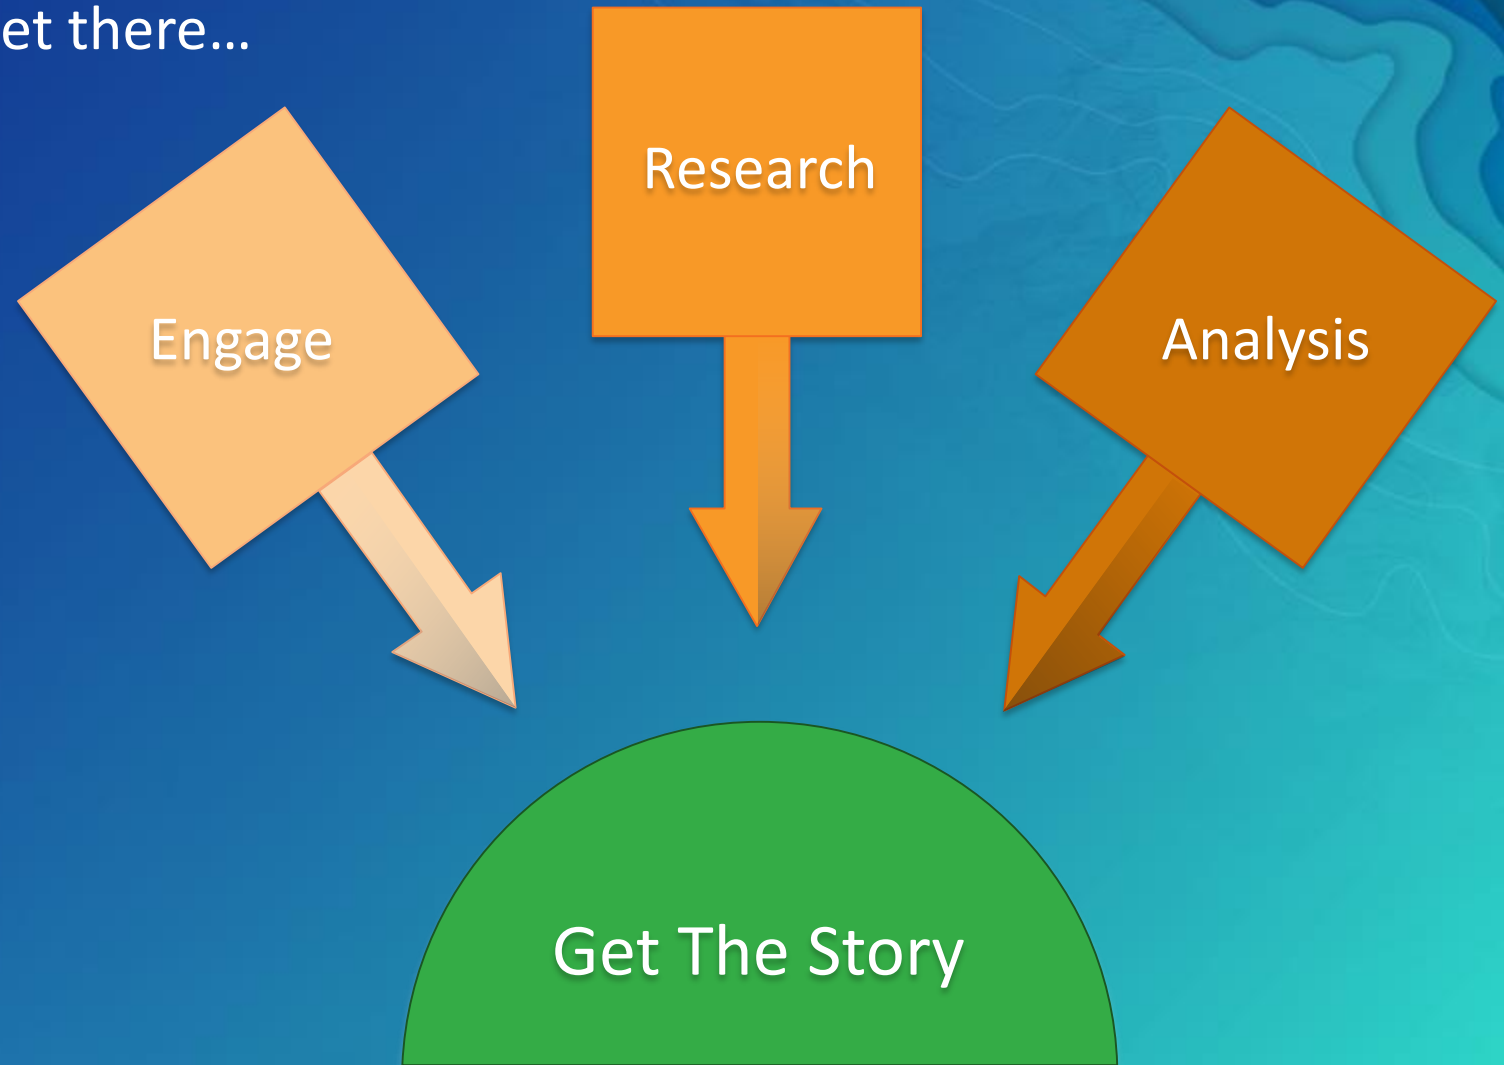 et there...
Research
Engage
Analysis
Get The Story